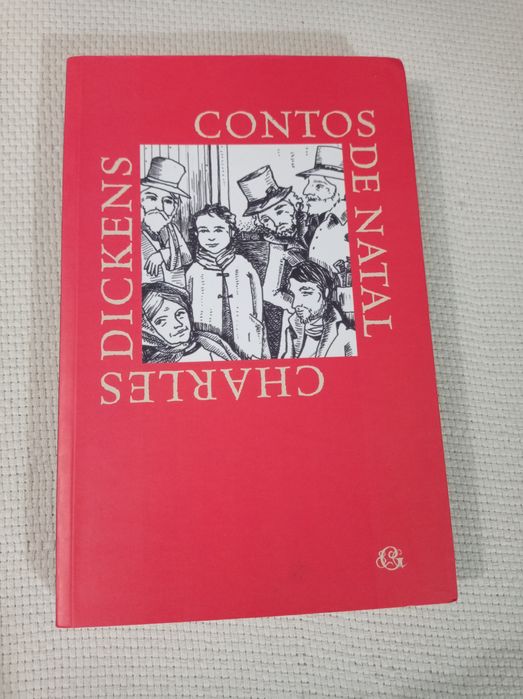 CONTOS
DE NATAL
CHARLES
DICKENS